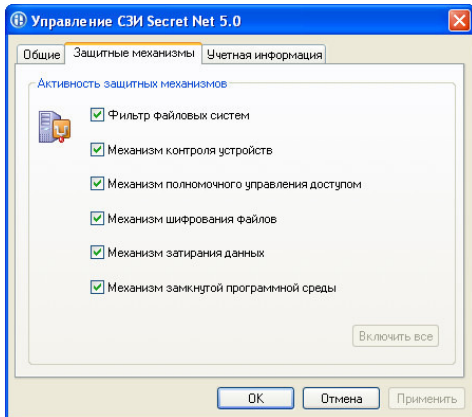 Управление СЗИ Secret Net 5.0
Общие Защитные механизмы Учетная информация
Активность защитных механизмов
Фильтр файловых систем
Механизм контроля устройств
Механизм полномочного управления доступом
Механизм шифрования файлов
Механизм затирания данных
Механизм замкнутой программной среды
Включить все
OK Отмена Применить